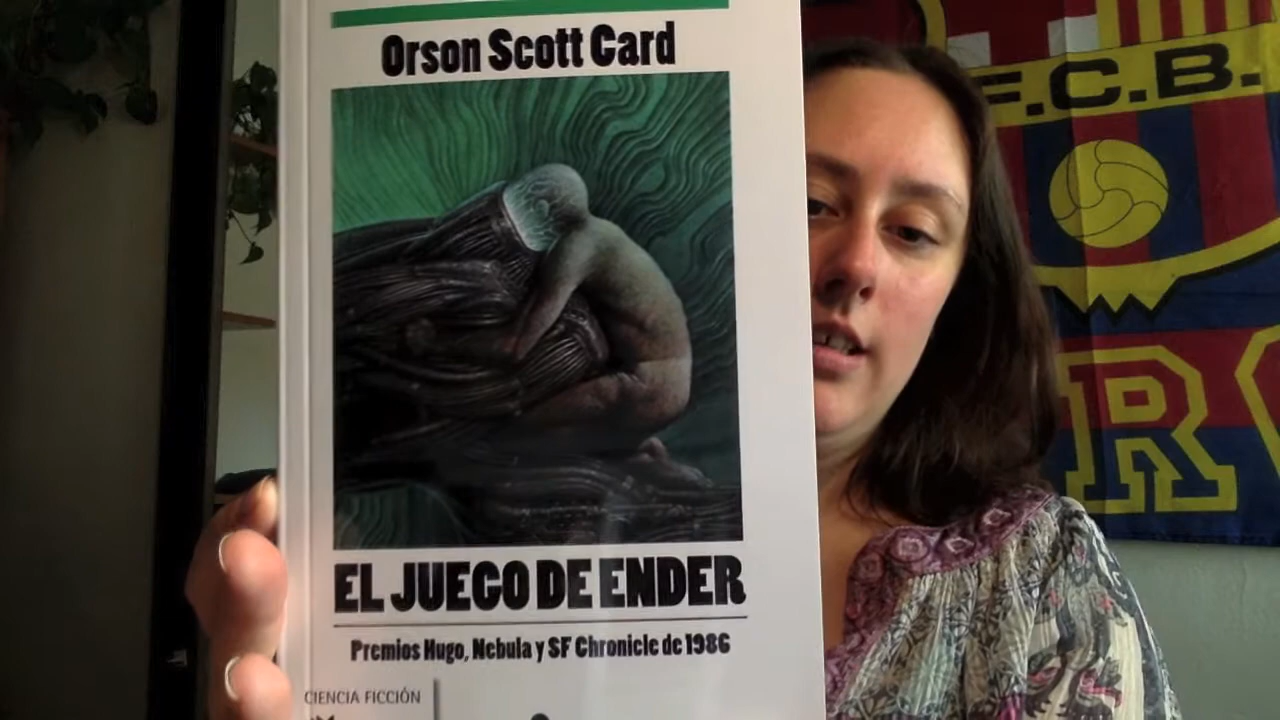 Orson Scott Card
EL JUEGO DE ENDER
Premios Hugo, Nebula y SF Chronicle de 1986
CIENCIA FICCIÓN
F.C.B.
R